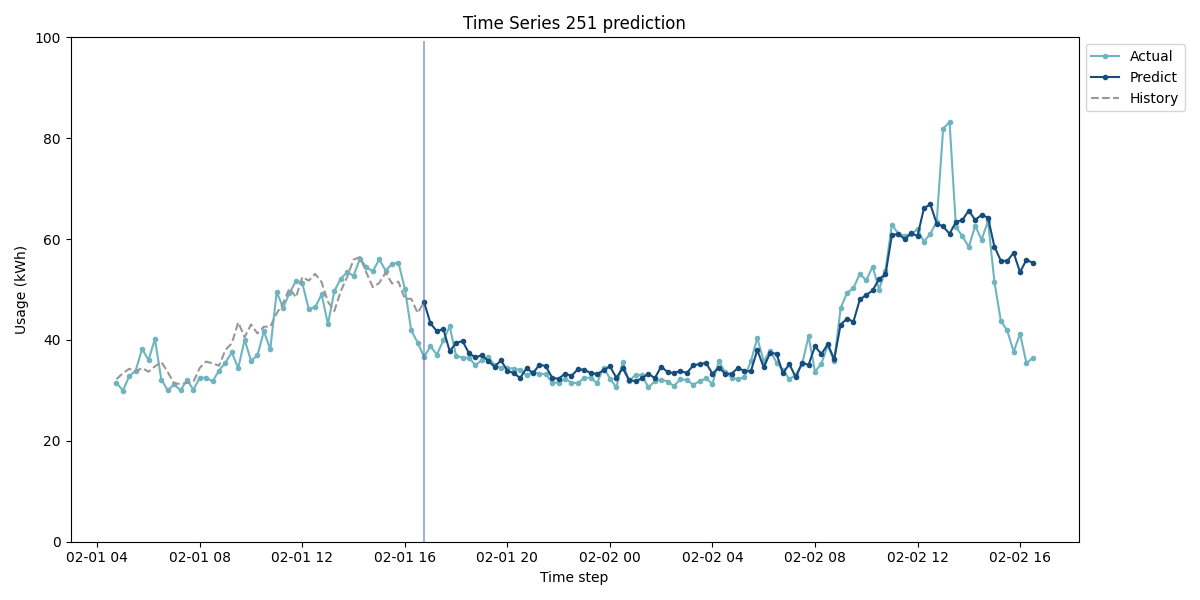 Time Series 251 prediction
100
80
60
40
20
0
Usage (kWh)
02-01 04
02-01 08
02-01 12
02-01 16
02-01 20
02-02 00
02-02 04
02-02 08
02-02 12
02-02 16
Time step
Actual
Predict
History